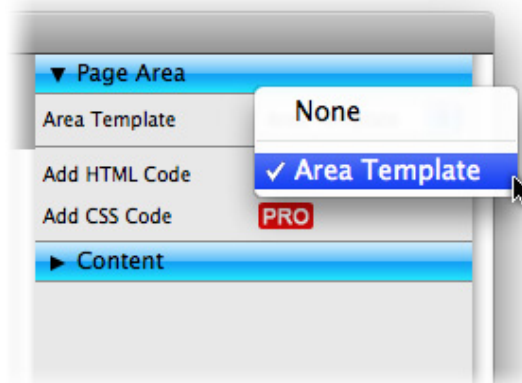 ▼ Page Area
Area Template
None
✓ Area Template
Add HTML Code
Add CSS Code PRO
► Content